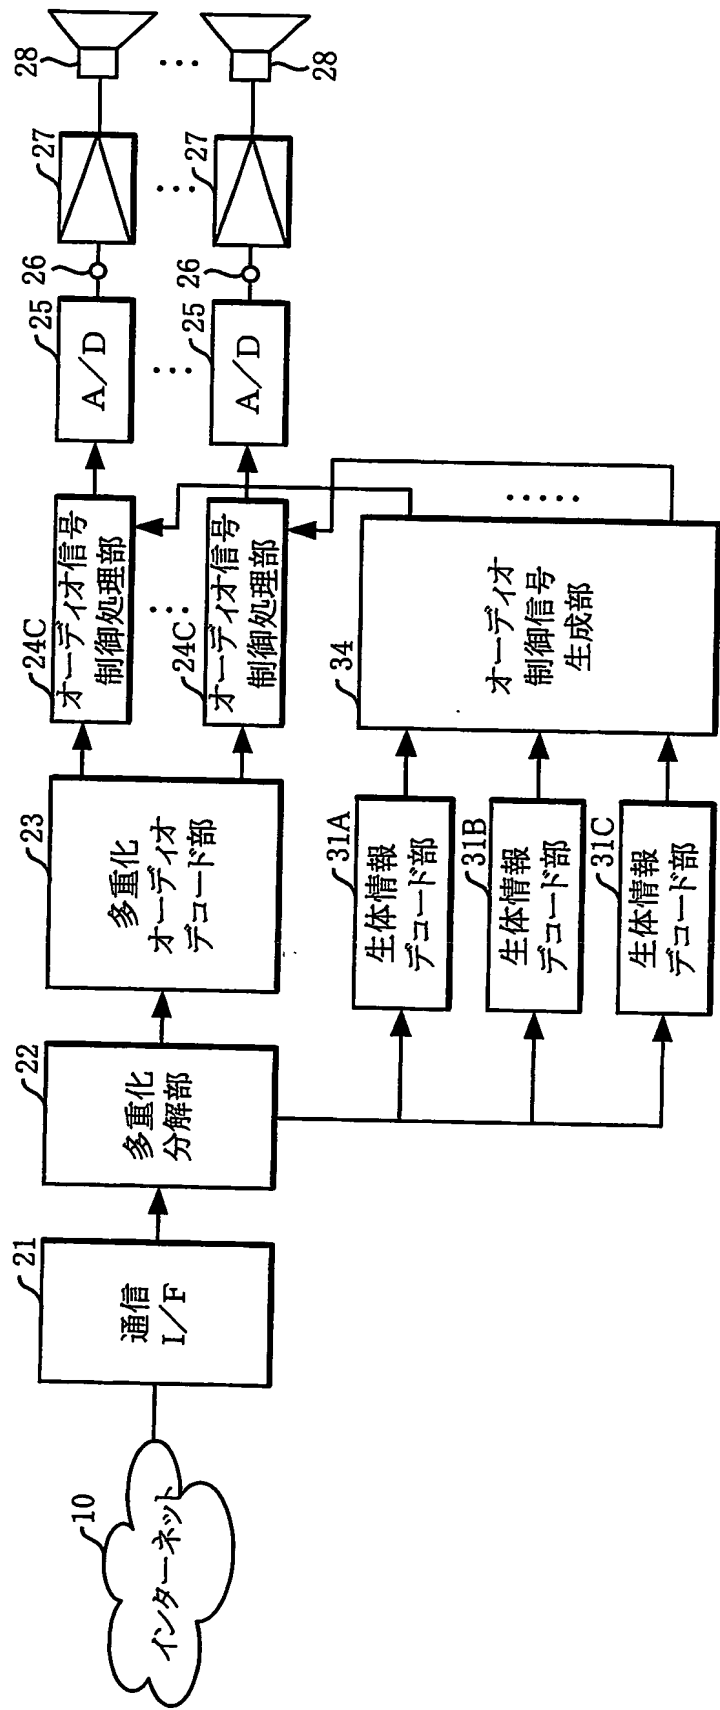 10
インターネット
21
通信
I/F
22
多重化
分解部
23
多重化
オーディオ
デコード部
24C
オーディオ信号
制御処理部
25
A/D
26
27
28
24C
オーディオ信号
制御処理部
25
A/D
26
27
28
31A
生体情報
デコード部
31B
生体情報
デコード部
31C
生体情報
デコード部
34
オーディオ
制御信号
生成部